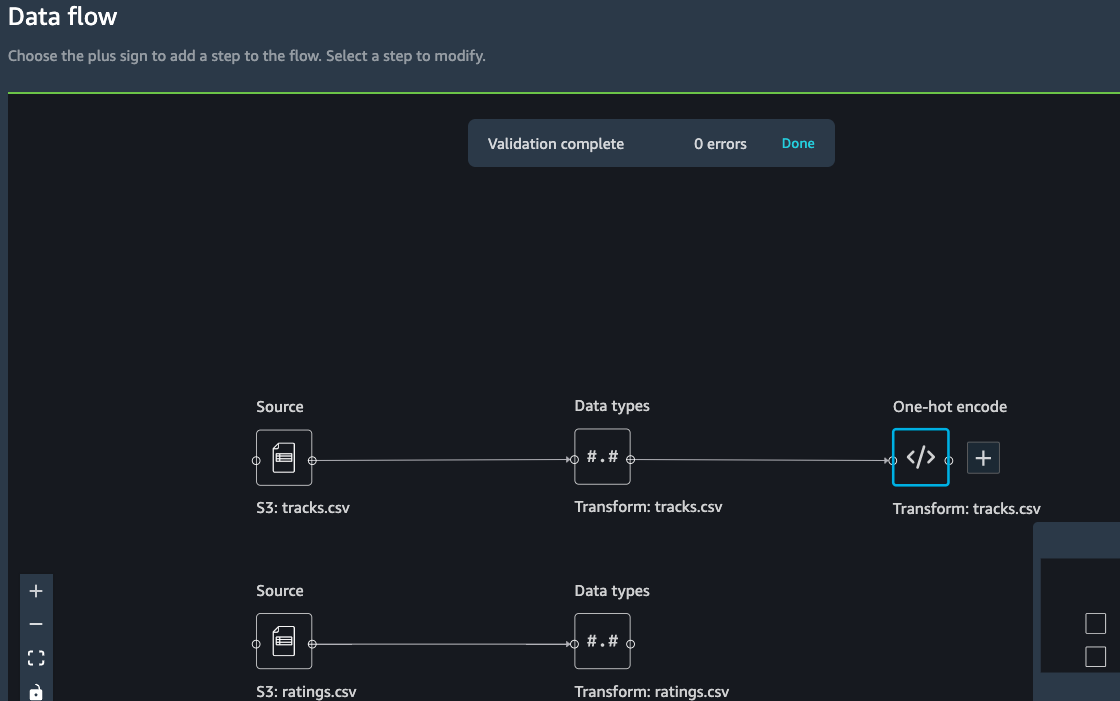 Data flow
Choose the plus sign to add a step to the flow. Select a step to modify.
Validation complete 0 errors Done
Source Data types One-hot encode
#.# </> +
S3: tracks.csv Transform: tracks.csv Transform: tracks.csv
Source Data types
#.#
S3: ratings.csv Transform: ratings.csv